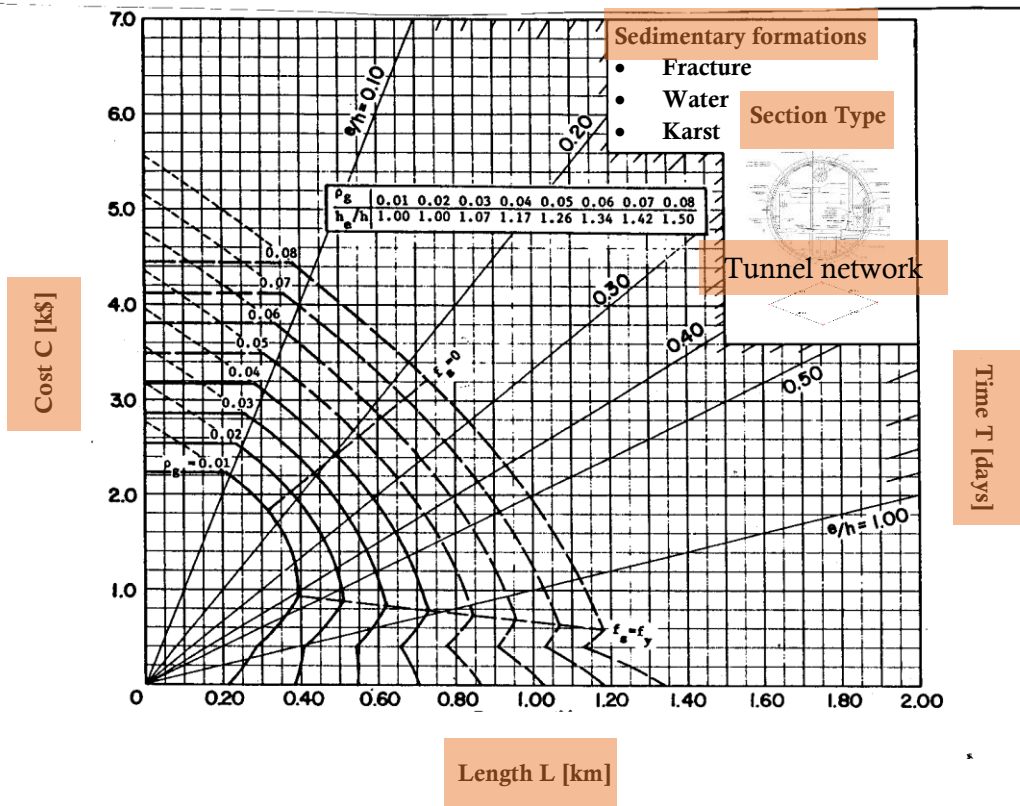 7.0
Sedimentary formations
• Fracture
• Water
• Karst
Section Type
Tunnel network
6.0
5.0
4.0
3.0
2.0
1.0
e/h=0.10
0.20
0.30
0.40
0.50
e/h=1.00
ρg 0.01 0.02 0.03 0.04 0.05 0.06 0.07 0.08
he/h 1.00 1.00 1.07 1.17 1.26 1.34 1.42 1.50
0.08
0.07
0.06
0.05
0.04
0.03
0.02
ρg=0.01
fs=0
fs=fy
0 0.20 0.40 0.60 0.80 1.00 1.20 1.40 1.60 1.80 2.00
Cost C [k$]
Time T [days]
Length L [km]